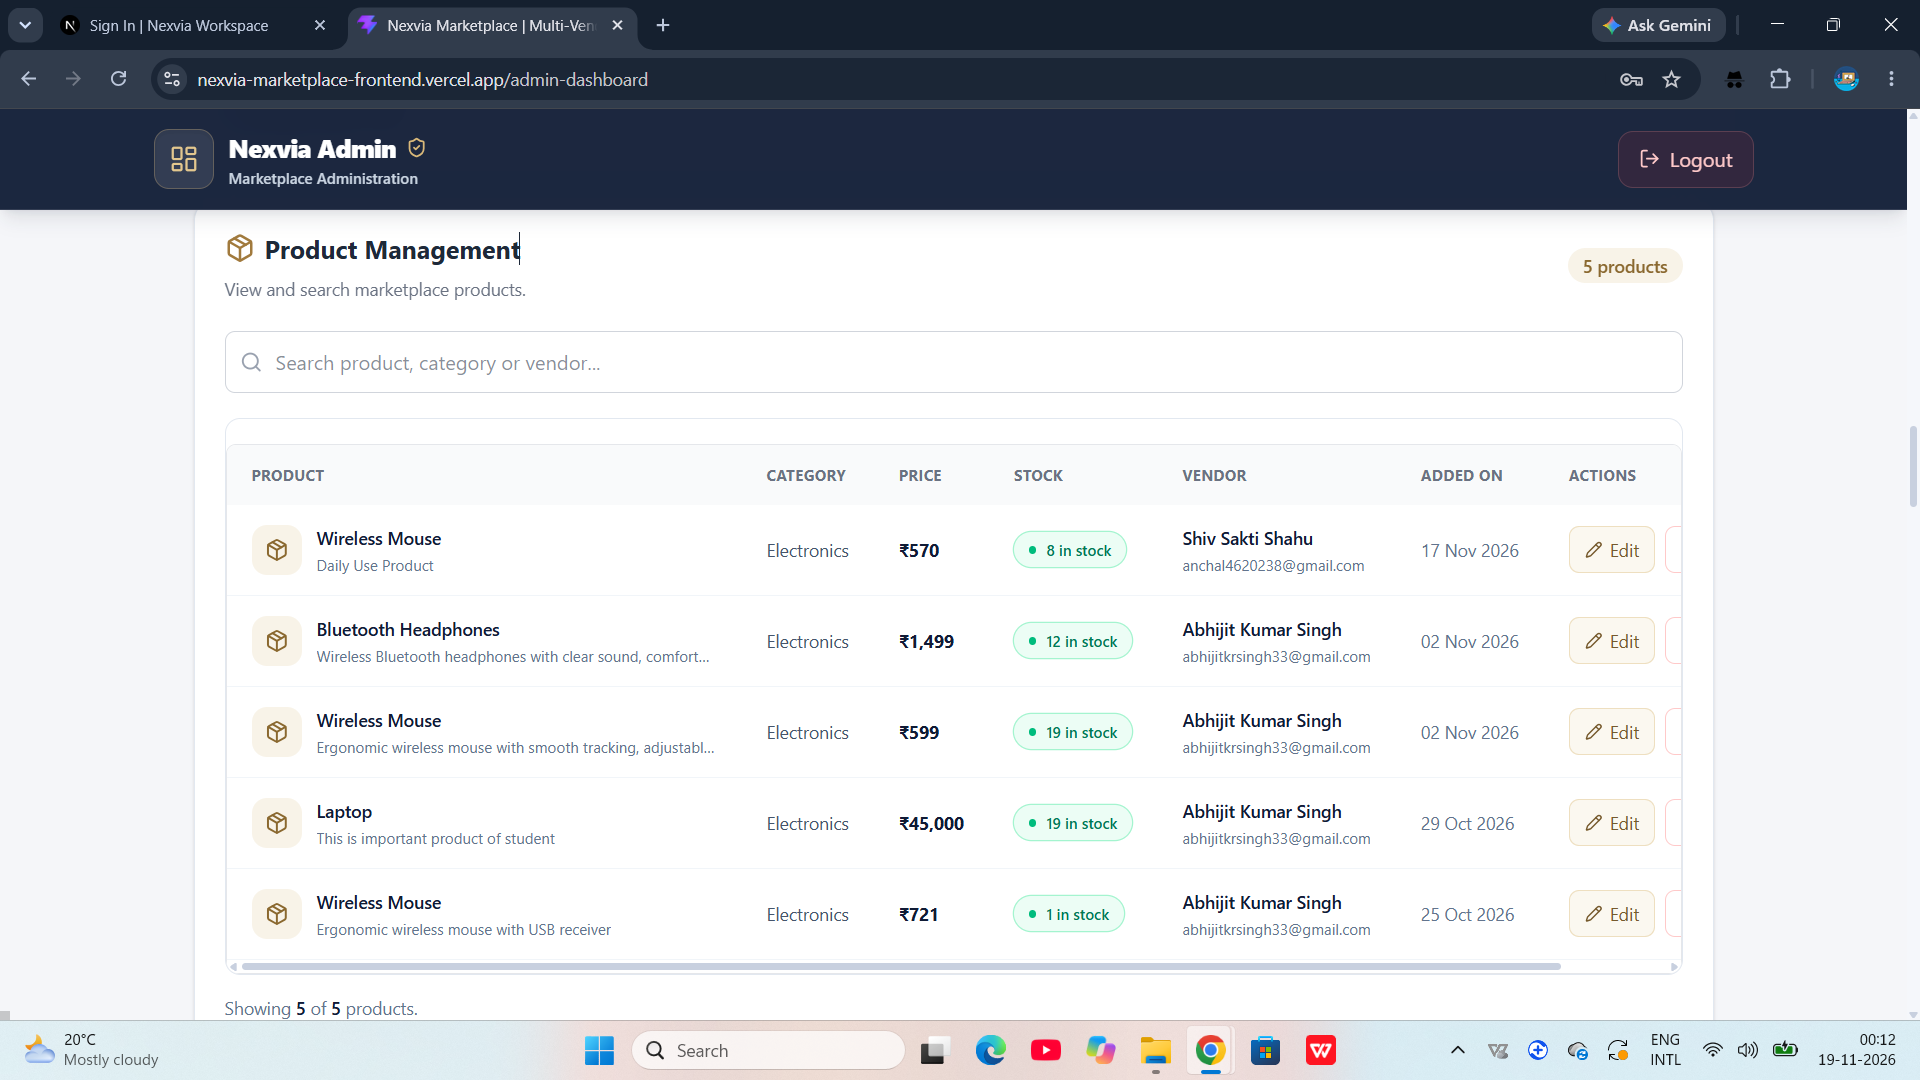 Sign In | Nexvia Workspace
Nexvia Marketplace | Multi-Ven
Ask Gemini
nexvia-marketplace-frontend.vercel.app/admin-dashboard
Nexvia Admin
Marketplace Administration
Logout
Product Management
View and search marketplace products.
5 products
Search product, category or vendor...
PRODUCT CATEGORY PRICE STOCK VENDOR ADDED ON ACTIONS
Wireless Mouse
Daily Use Product
Electronics ₹570 8 in stock
Shiv Sakti Shahu
anchal4620238@gmail.com
17 Nov 2026 Edit
Bluetooth Headphones
Wireless Bluetooth headphones with clear sound, comfort...
Electronics ₹1,499 12 in stock
Abhijit Kumar Singh
abhijitkrsingh33@gmail.com
02 Nov 2026 Edit
Wireless Mouse
Ergonomic wireless mouse with smooth tracking, adjustabl...
Electronics ₹599 19 in stock
Abhijit Kumar Singh
abhijitkrsingh33@gmail.com
02 Nov 2026 Edit
Laptop
This is important product of student
Electronics ₹45,000 19 in stock
Abhijit Kumar Singh
abhijitkrsingh33@gmail.com
29 Oct 2026 Edit
Wireless Mouse
Ergonomic wireless mouse with USB receiver
Electronics ₹721 1 in stock
Abhijit Kumar Singh
abhijitkrsingh33@gmail.com
25 Oct 2026 Edit
Showing 5 of 5 products.
20°C
Mostly cloudy
Search
ENG
INTL
00:12
19-11-2026